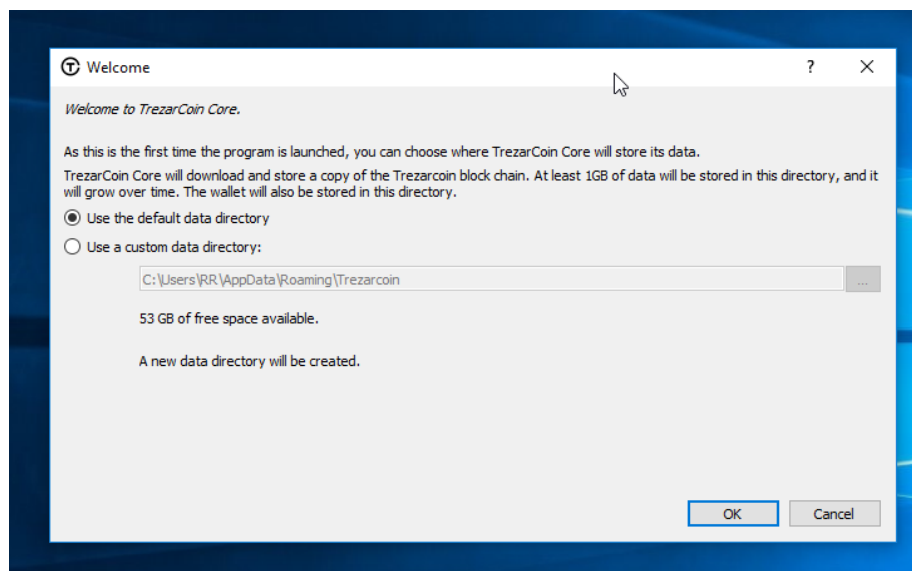 Welcome
?
Welcome to TrezarCoin Core.
As this is the first time the program is launched, you can choose where TrezarCoin Core will store its data.
TrezarCoin Core will download and store a copy of the Trezarcoin block chain. At least 1GB of data will be stored in this directory, and it
will grow over time. The wallet will also be stored in this directory.
Use the default data directory
Use a custom data directory:
C:\Users\RR\AppData\Roaming\Trezarcoin
...
53 GB of free space available.
A new data directory will be created.
OK
Cancel